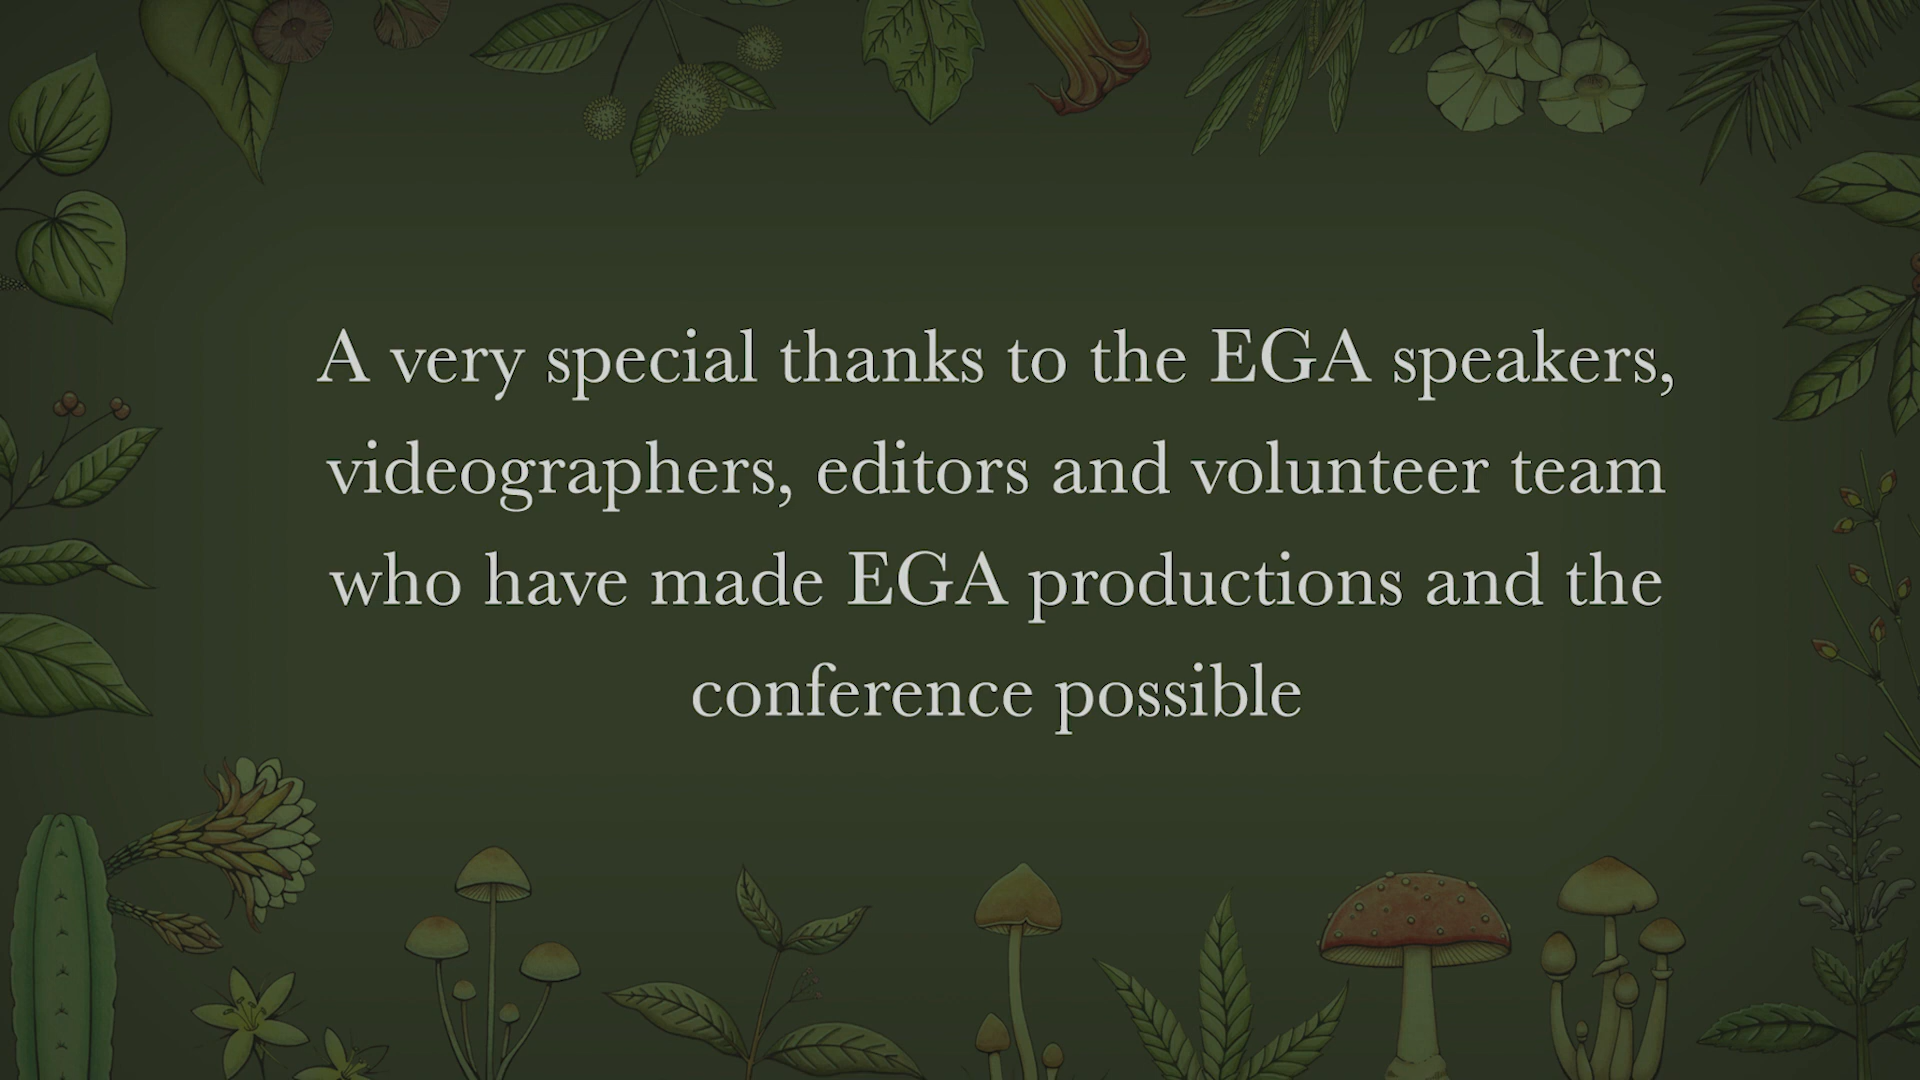 A very special thanks to the EGA speakers,
videographers, editors and volunteer team
who have made EGA productions and the
conference possible